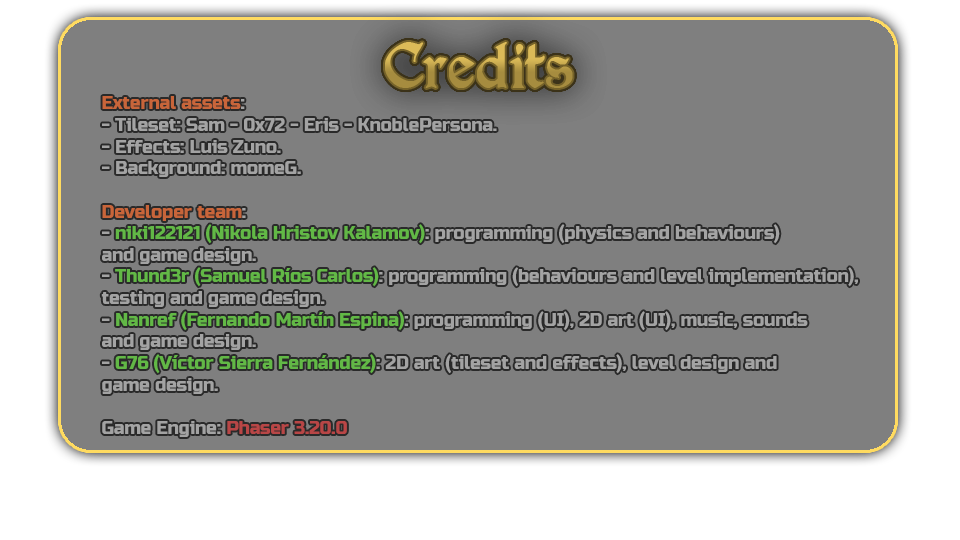 Credits
External assets:
- Tileset: Sam - 0x72 - Eris - KnoblePersona.
- Effects: Luis Zuno.
- Background: momeG.
Developer team:
- niki122121 (Nikola Hristov Kalamov): programming (physics and behaviours)
and game design.
- Thund3r (Samuel Ríos Carlos): programming (behaviours and level implementation),
testing and game design.
- Nanref (Fernando Martín Espina): programming (UI), 2D art (UI), music, sounds
and game design.
- G76 (Víctor Sierra Fernández): 2D art (tileset and effects), level design and
game design.
Game Engine: Phaser 3.20.0